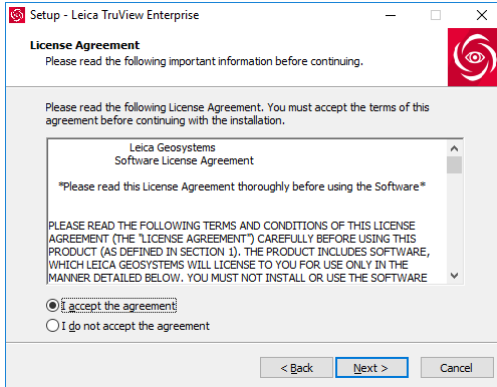 Setup - Leica TruView Enterprise
License Agreement
Please read the following important information before continuing.
Please read the following License Agreement. You must accept the terms of this
agreement before continuing with the installation.
Leica Geosystems
Software License Agreement
*Please read this License Agreement thoroughly before using the Software*
PLEASE READ THE FOLLOWING TERMS AND CONDITIONS OF THIS LICENSE
AGREEMENT (THE "LICENSE AGREEMENT") CAREFULLY BEFORE USING THIS
PRODUCT (AS DEFINED IN SECTION 1). THE PRODUCT INCLUDES SOFTWARE,
WHICH LEICA GEOSYSTEMS WILL LICENSE TO YOU FOR USE ONLY IN THE
MANNER DETAILED BELOW. YOU MUST NOT INSTALL OR USE THE SOFTWARE
I accept the agreement
I do not accept the agreement
< Back Next > Cancel